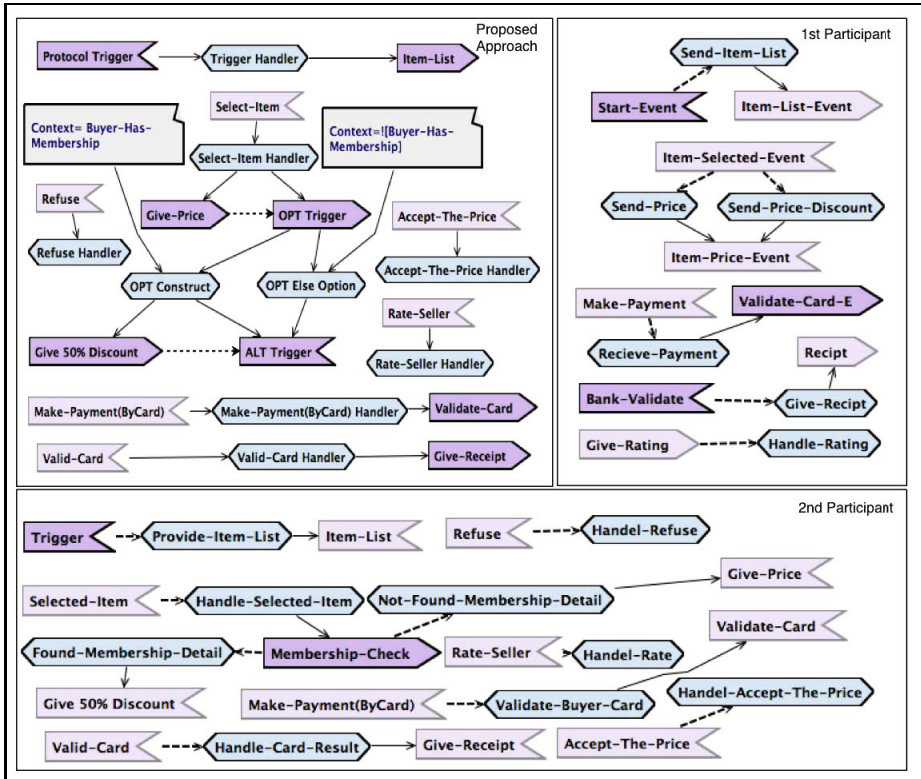 Proposed
Approach
Protocol Trigger
Trigger Handler
Item-List
Select-Item
Context= Buyer-Has-
Membership
Context=![Buyer-Has-
Membership]
Select-Item Handler
Refuse
Give-Price
OPT Trigger
Accept-The-Price
Refuse Handler
Accept-The-Price Handler
OPT Construct
OPT Else Option
Rate-Seller
Give 50% Discount
ALT Trigger
Rate-Seller Handler
Make-Payment(ByCard)
Make-Payment(ByCard) Handler
Validate-Card
Valid-Card
Valid-Card Handler
Give-Receipt
1st Participant
Send-Item-List
Start-Event
Item-List-Event
Item-Selected-Event
Send-Price
Send-Price-Discount
Item-Price-Event
Make-Payment
Validate-Card-E
Recieve-Payment
Recipt
Bank-Validate
Give-Recipt
Give-Rating
Handle-Rating
2nd Participant
Trigger
Provide-Item-List
Item-List
Refuse
Handel-Refuse
Give-Price
Selected-Item
Handle-Selected-Item
Not-Found-Membership-Detail
Validate-Card
Found-Membership-Detail
Membership-Check
Rate-Seller
Handel-Rate
Handel-Accept-The-Price
Give 50% Discount
Make-Payment(ByCard)
Validate-Buyer-Card
Valid-Card
Handle-Card-Result
Give-Receipt
Accept-The-Price